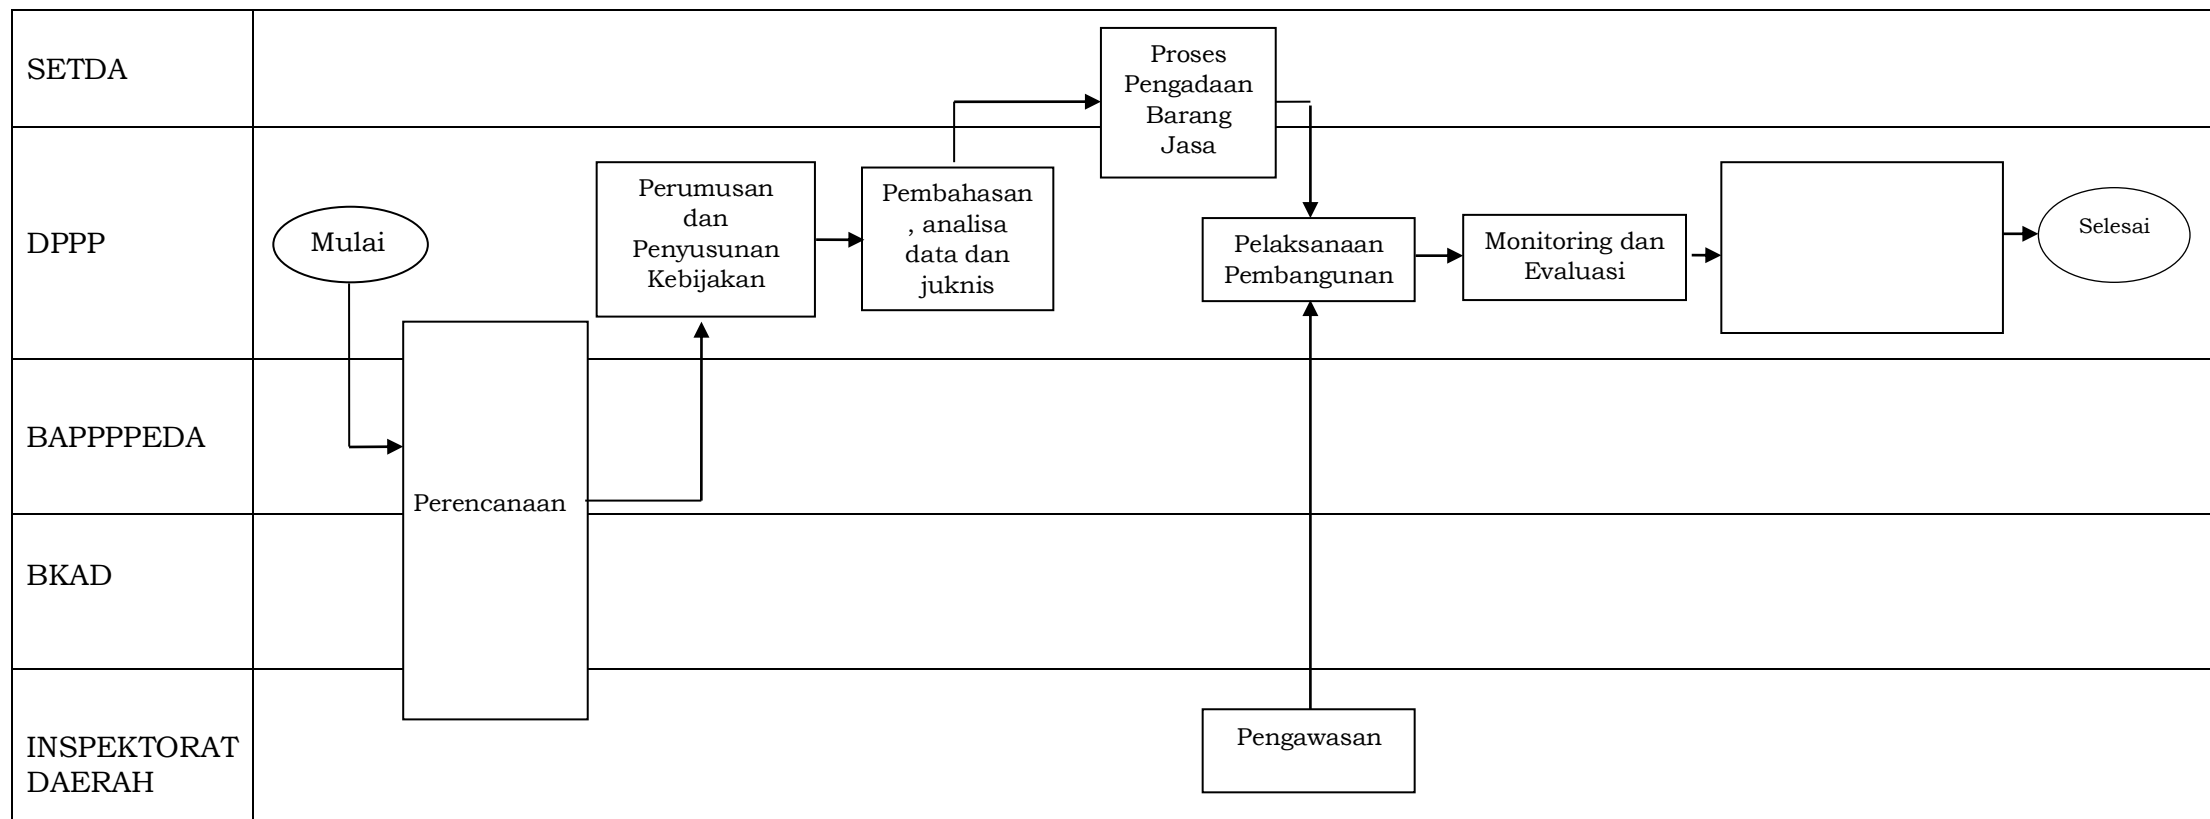 SETDA
Proses
Pengadaan
Barang
Jasa
DPPP
Mulai
Perumusan
dan
Penyusunan
Kebijakan
Pembahasan
, analisa
data dan
juknis
Pelaksanaan
Pembangunan
Monitoring dan
Evaluasi
Selesai
BAPPPPEDA
Perencanaan
BKAD
INSPEKTORAT
DAERAH
Pengawasan